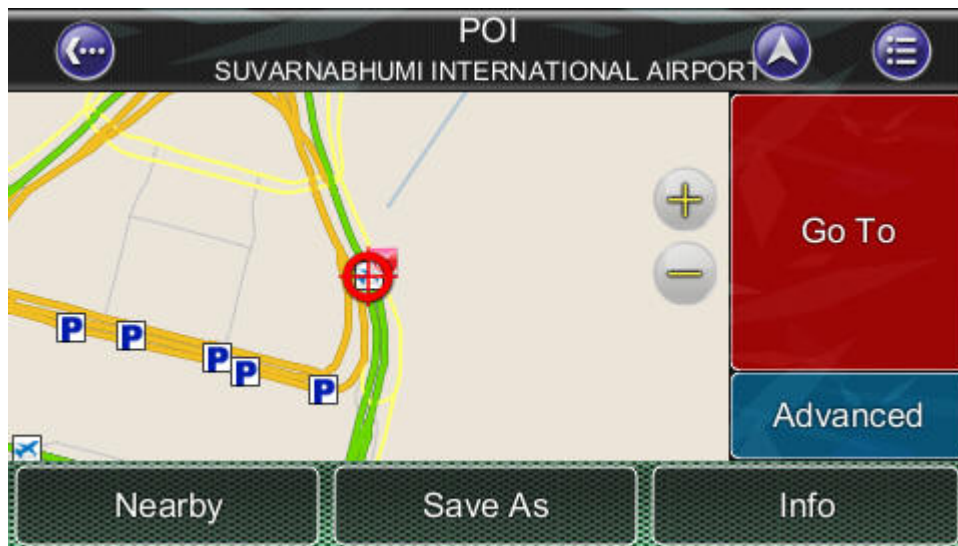 POI
SUVARNABHUMI INTERNATIONAL AIRPORT
Go To
P
P
P
P
P
Advanced
Nearby
Save As
Info